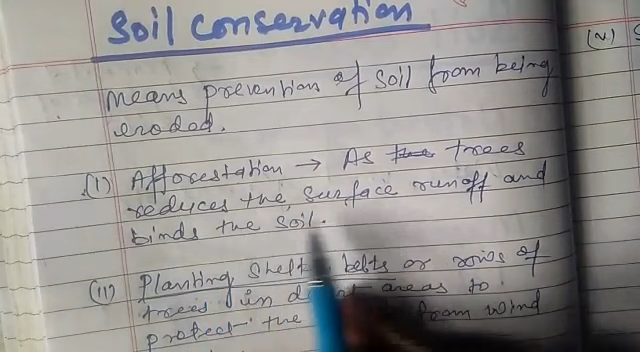 Soil Conservation
Means prevention of soil from being
eroded.
(i) Afforestation → As the trees
reduces the surface runoff and
binds the soil.
(ii) Planting belts or rows of
trees in areas to
protect the from wind
(v)